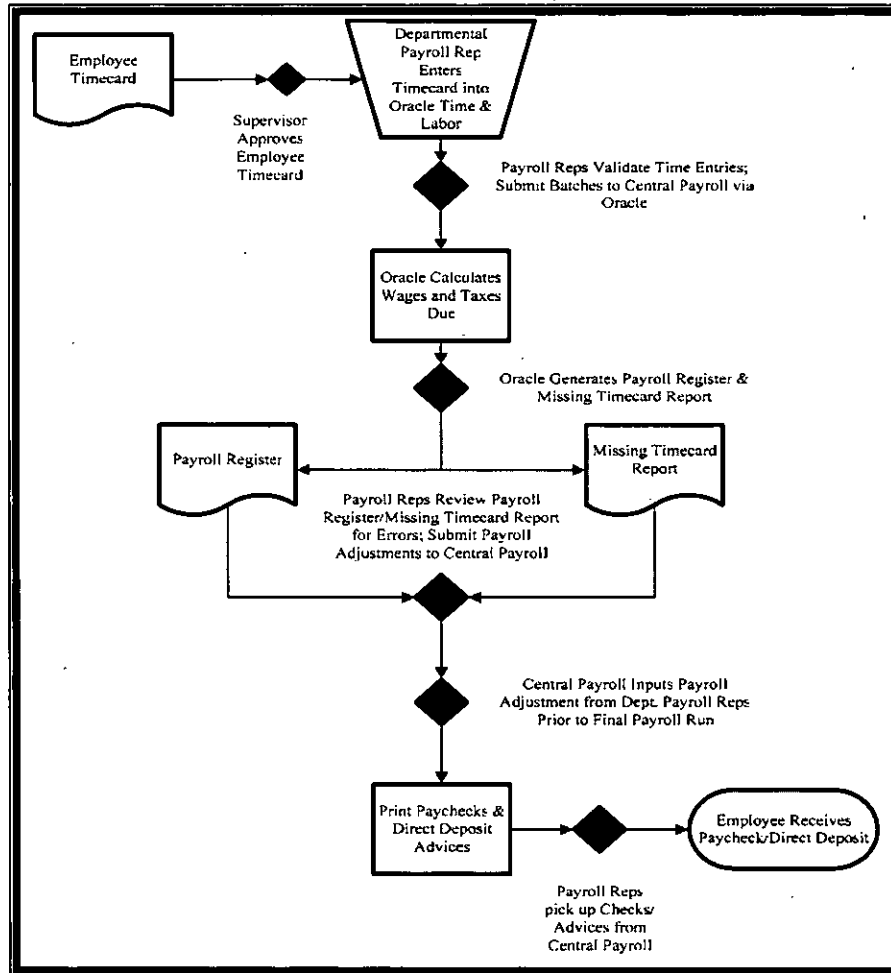 Employee
Timecard
Supervisor
Approves
Employee
Timecard
Departmental
Payroll Rep
Enters
Timecard into
Oracle Time &
Labor
Payroll Reps Validate Time Entries;
Submit Batches to Central Payroll via
Oracle
Oracle Calculates
Wages and Taxes
Due
Oracle Generates Payroll Register &
Missing Timecard Report
Payroll Register
Missing Timecard
Report
Payroll Reps Review Payroll
Register/Missing Timecard Report
for Errors; Submit Payroll
Adjustments to Central Payroll
Central Payroll Inputs Payroll
Adjustment from Dept. Payroll Reps
Prior to Final Payroll Run
Print Paychecks &
Direct Deposit
Advices
Payroll Reps
pick up Checks/
Advices from
Central Payroll
Employee Receives
Paycheck/Direct Deposit